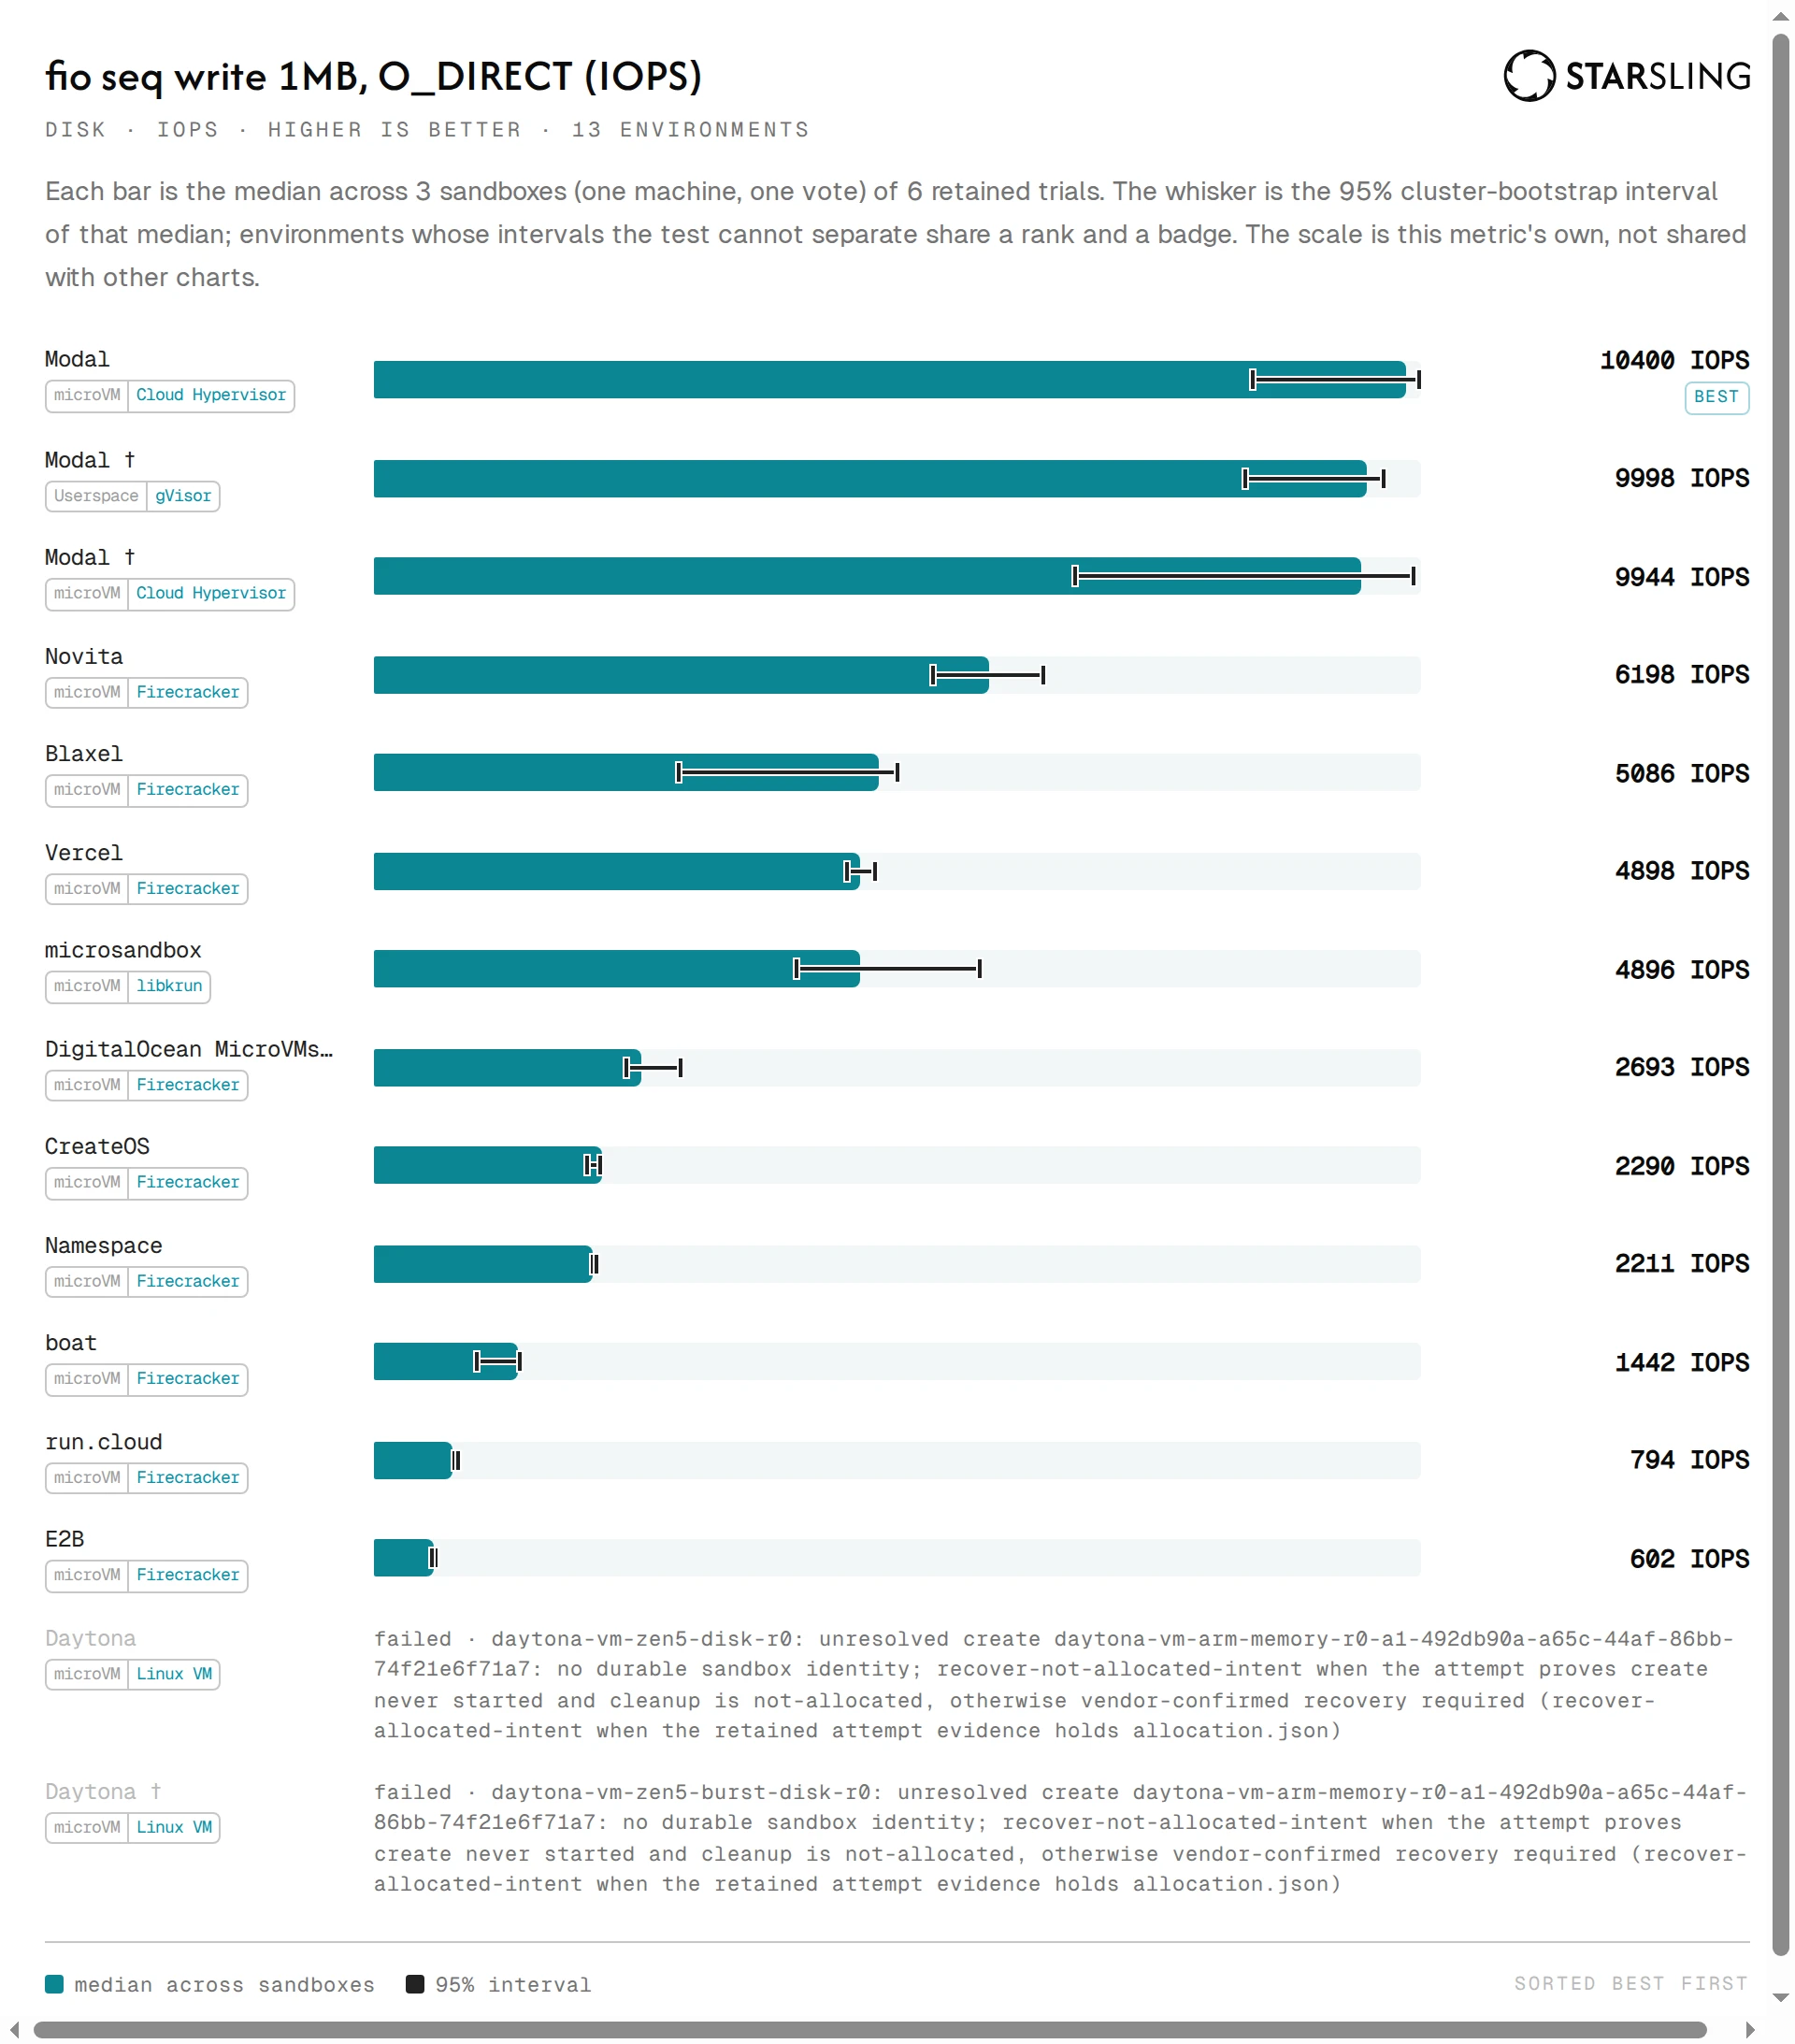 fio seq write 1MB, O_DIRECT (IOPS)
STARSLING
DISK · IOPS · HIGHER IS BETTER · 13 ENVIRONMENTS
Each bar is the median across 3 sandboxes (one machine, one vote) of 6 retained trials. The whisker is the 95% cluster-bootstrap interval
of that median; environments whose intervals the test cannot separate share a rank and a badge. The scale is this metric's own, not shared
with other charts.
Modal
microVM Cloud Hypervisor
10400 IOPS
BEST
Modal †
Userspace gVisor
9998 IOPS
Modal †
microVM Cloud Hypervisor
9944 IOPS
Novita
microVM Firecracker
6198 IOPS
Blaxel
microVM Firecracker
5086 IOPS
Vercel
microVM Firecracker
4898 IOPS
microsandbox
microVM libkrun
4896 IOPS
DigitalOcean MicroVMs…
microVM Firecracker
2693 IOPS
CreateOS
microVM Firecracker
2290 IOPS
Namespace
microVM Firecracker
2211 IOPS
boat
microVM Firecracker
1442 IOPS
run.cloud
microVM Firecracker
794 IOPS
E2B
microVM Firecracker
602 IOPS
Daytona
microVM Linux VM
failed · daytona-vm-zen5-disk-r0: unresolved create daytona-vm-arm-memory-r0-a1-492db90a-a65c-44af-86bb-
74f21e6f71a7: no durable sandbox identity; recover-not-allocated-intent when the attempt proves create
never started and cleanup is not-allocated, otherwise vendor-confirmed recovery required (recover-
allocated-intent when the retained attempt evidence holds allocation.json)
Daytona †
microVM Linux VM
failed · daytona-vm-zen5-burst-disk-r0: unresolved create daytona-vm-arm-memory-r0-a1-492db90a-a65c-44af-
86bb-74f21e6f71a7: no durable sandbox identity; recover-not-allocated-intent when the attempt proves
create never started and cleanup is not-allocated, otherwise vendor-confirmed recovery required (recover-
allocated-intent when the retained attempt evidence holds allocation.json)
median across sandboxes
95% interval
SORTED BEST FIRST